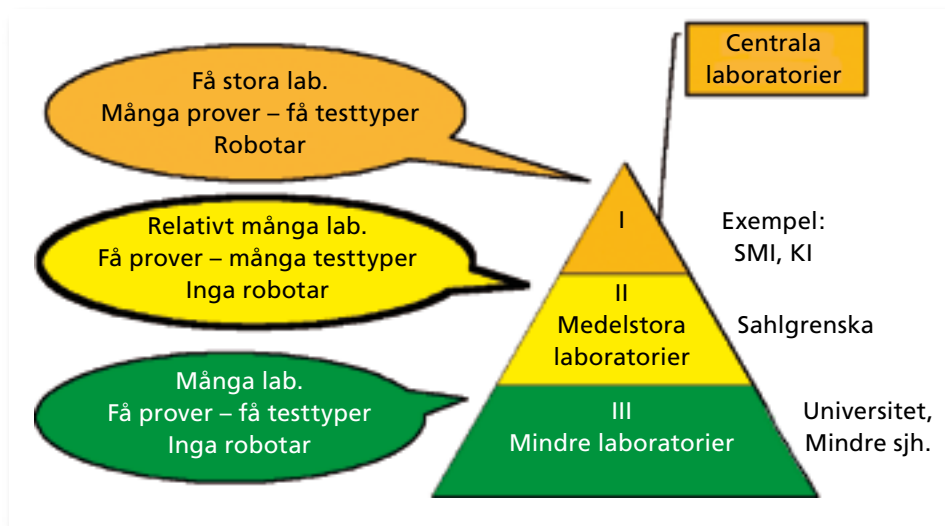 Centrala
laboratorier
Få stora lab.
Många prover – få testtyper
Robotar
I
Exempel:
SMI, KI
Relativt många lab.
Få prover – många testtyper
Inga robotar
II
Medelstora
laboratorier
Sahlgrenska
Många lab.
Få prover – få testtyper
Inga robotar
III
Mindre laboratorier
Universitet,
Mindre sjh.